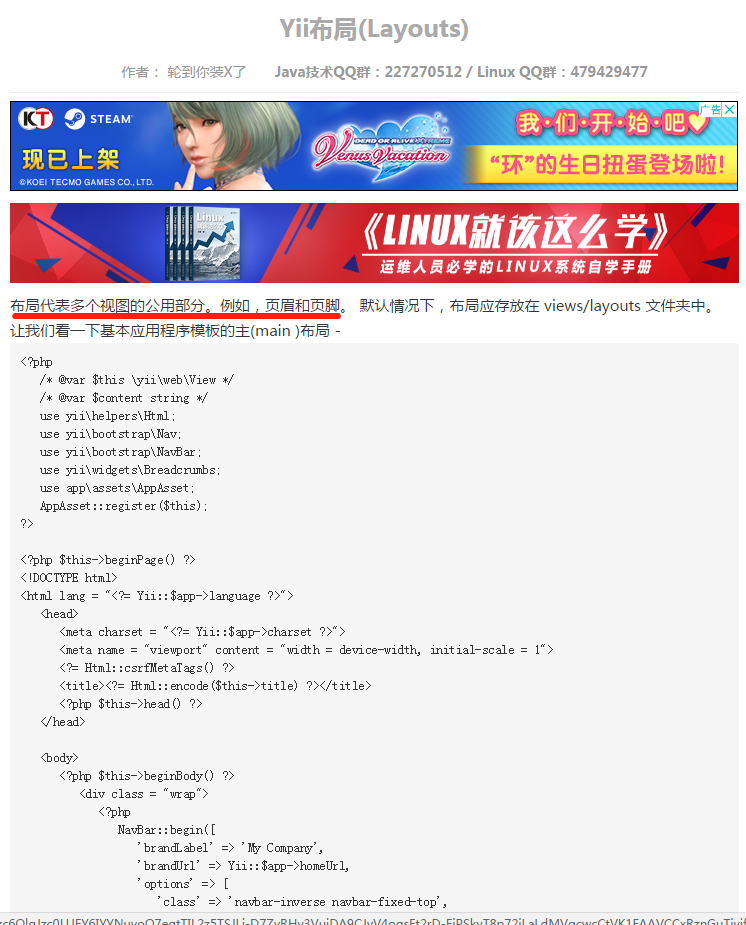 Yii布局(Layouts)
作者： 轮到你装X了 Java技术QQ群：227270512 / Linux QQ群：479429477
KT STEAM
现已上架
©KOEI TECMO GAMES CO., LTD.
DEAD OR ALIVE XTREME
Venus Vacation
我·们·开·始·吧
“环”的生日扭蛋登场啦!
广告
Linux
《LINUX就该这么学》
运维人员必学的LINUX系统自学手册
布局代表多个视图的公用部分。例如，页眉和页脚。 默认情况下，布局应存放在 views/layouts 文件夹中。
让我们看一下基本应用程序模板的主(main )布局 -
<?php
/* @var $this \yii\web\View */
/* @var $content string */
use yii\helpers\Html;
use yii\bootstrap\Nav;
use yii\bootstrap\NavBar;
use yii\widgets\Breadcrumbs;
use app\assets\AppAsset;
AppAsset::register($this);
?>
<?php $this->beginPage() ?>
<!DOCTYPE html>
<html lang = "<?= Yii::$app->language ?>">
<head>
<meta charset = "<?= Yii::$app->charset ?>">
<meta name = "viewport" content = "width = device-width, initial-scale = 1">
<?= Html::csrfMetaTags() ?>
<title><?= Html::encode($this->title) ?></title>
<?php $this->head() ?>
</head>
<body>
<?php $this->beginBody() ?>
<div class = "wrap">
<?php
NavBar::begin([
'brandLabel' => 'My Company',
'brandUrl' => Yii::$app->homeUrl,
'options' => [
'class' => 'navbar-inverse navbar-fixed-top',